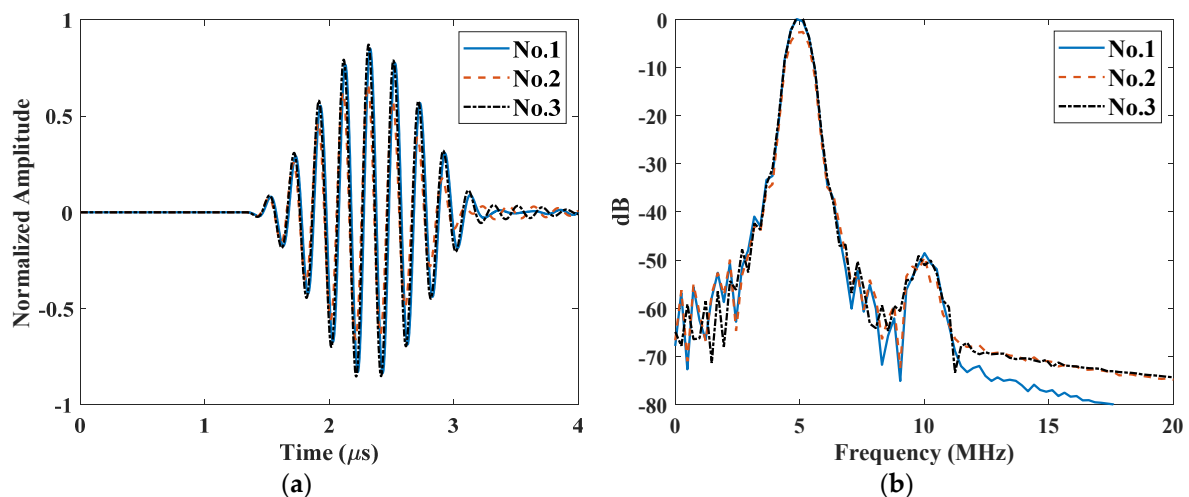 1
0.5
0
-0.5
-1
Normalized Amplitude
0
1
2
3
4
Time (μs)
No.1
No.2
No.3
(a)
0
-10
-20
-30
-40
-50
-60
-70
-80
dB
0
5
10
15
20
Frequency (MHz)
No.1
No.2
No.3
(b)